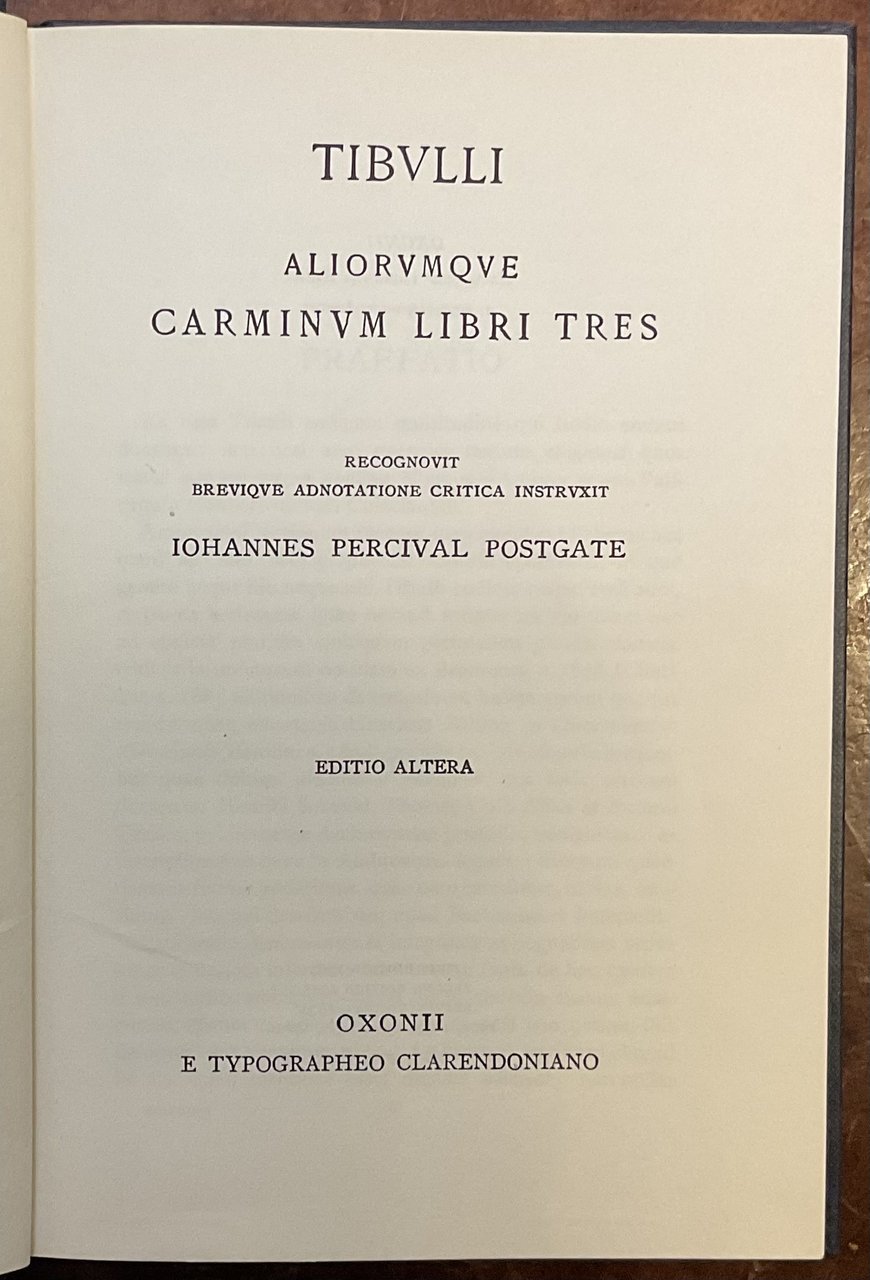 TIBVLLI
ALIORVMQVE
CARMINVM LIBRI TRES
RECOGNOVIT
BREVIQVE ADNOTATIONE CRITICA INSTRVXIT
IOHANNES PERCIVAL POSTGATE
EDITIO ALTERA
OXONII
E TYPOGRAPHEO CLARENDONIANO